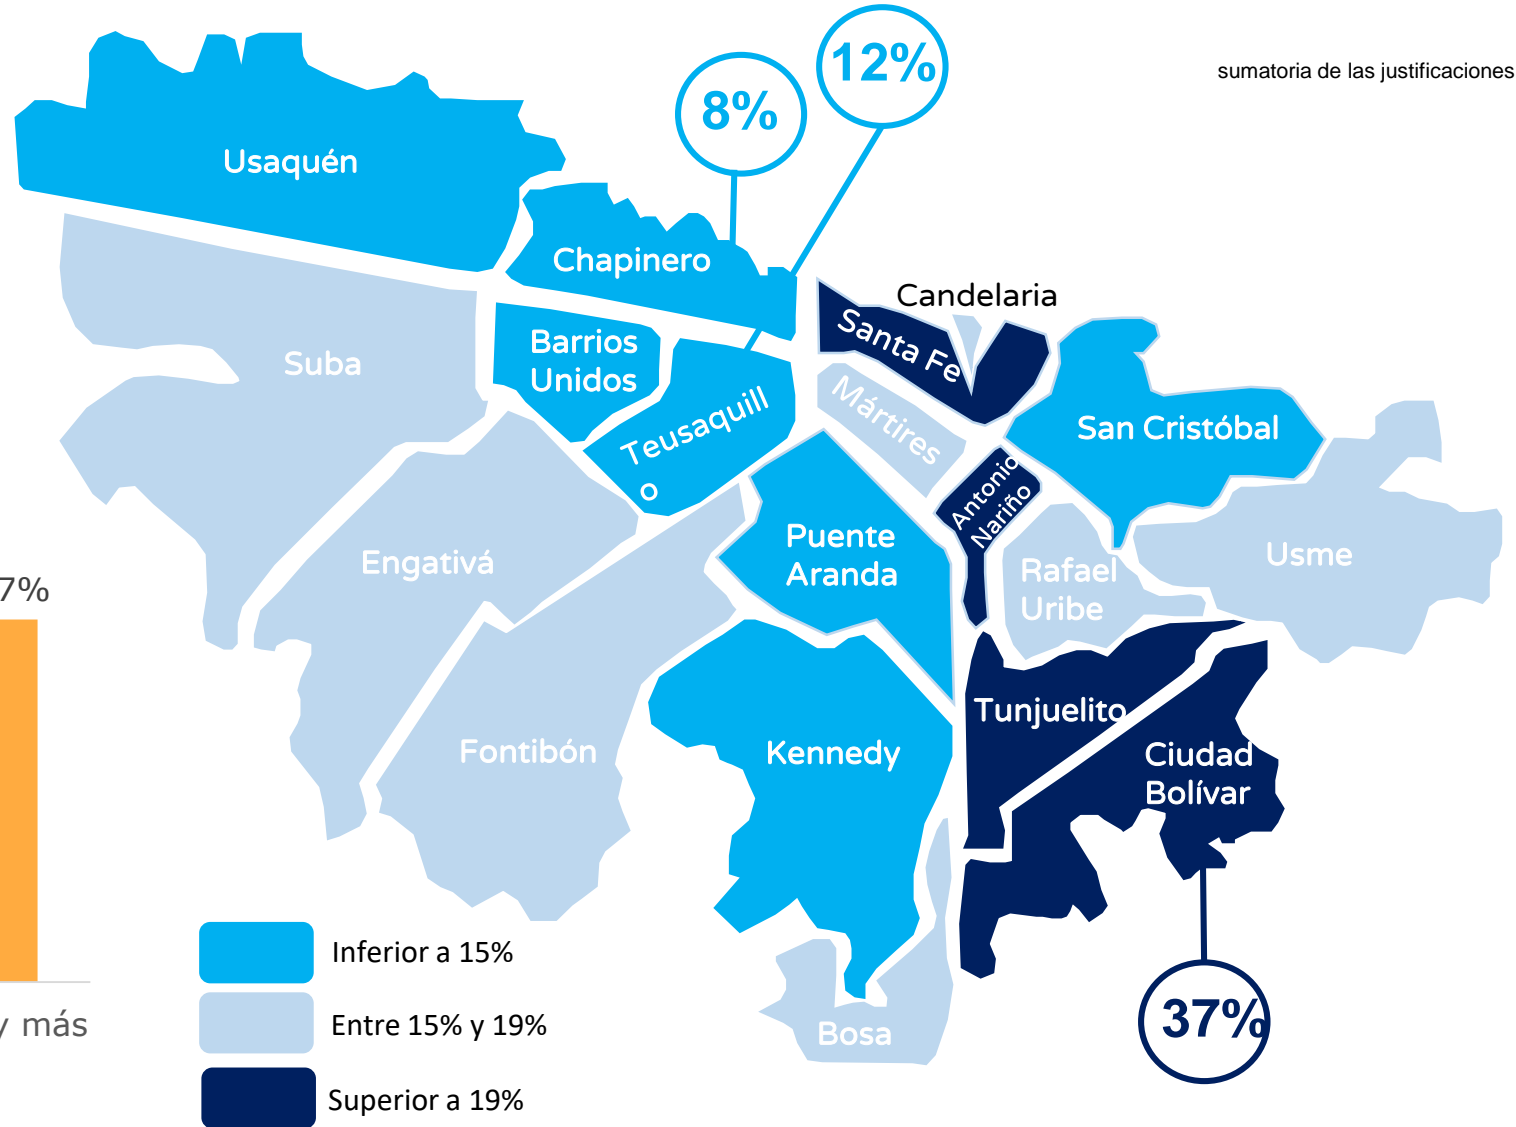 12%
sumatoria de las justificaciones
8%
Usaquén
Chapinero
Candelaria
Santa Fe
Barrios
Unidos
Suba
Teusaquill
o
Mártires
San Cristóbal
Antonio
Nariño
Puente
Aranda
Engativá
Rafael
Uribe
Usme
7%
Tunjuelito
Fontibón
Kennedy
Ciudad
Bolívar
Inferior a 15%
37%
Entre 15% y 19%
y más
Bosa
Superior a 19%